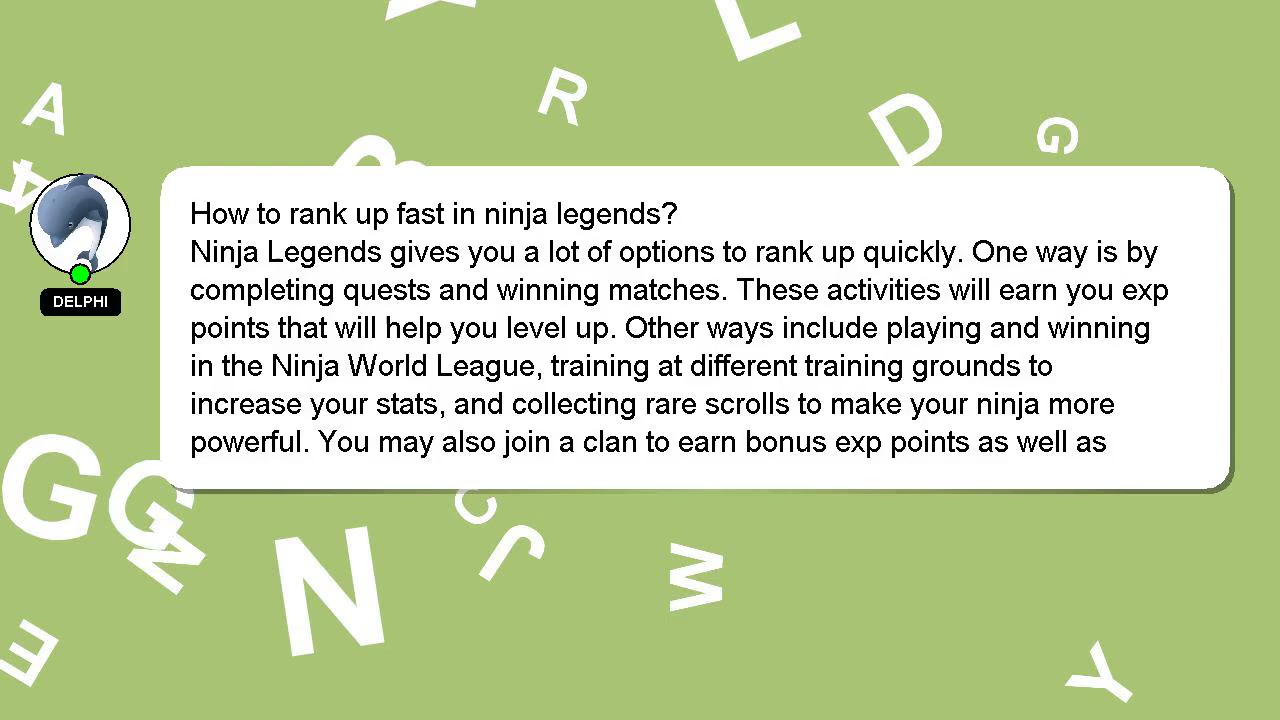 A
R
L
D
G
A
DELPHI
How to rank up fast in ninja legends?
Ninja Legends gives you a lot of options to rank up quickly. One way is by
completing quests and winning matches. These activities will earn you exp
points that will help you level up. Other ways include playing and winning
in the Ninja World League, training at different training grounds to
increase your stats, and collecting rare scrolls to make your ninja more
powerful. You may also join a clan to earn bonus exp points as well as
G
G
N
N
J
W
E
Y